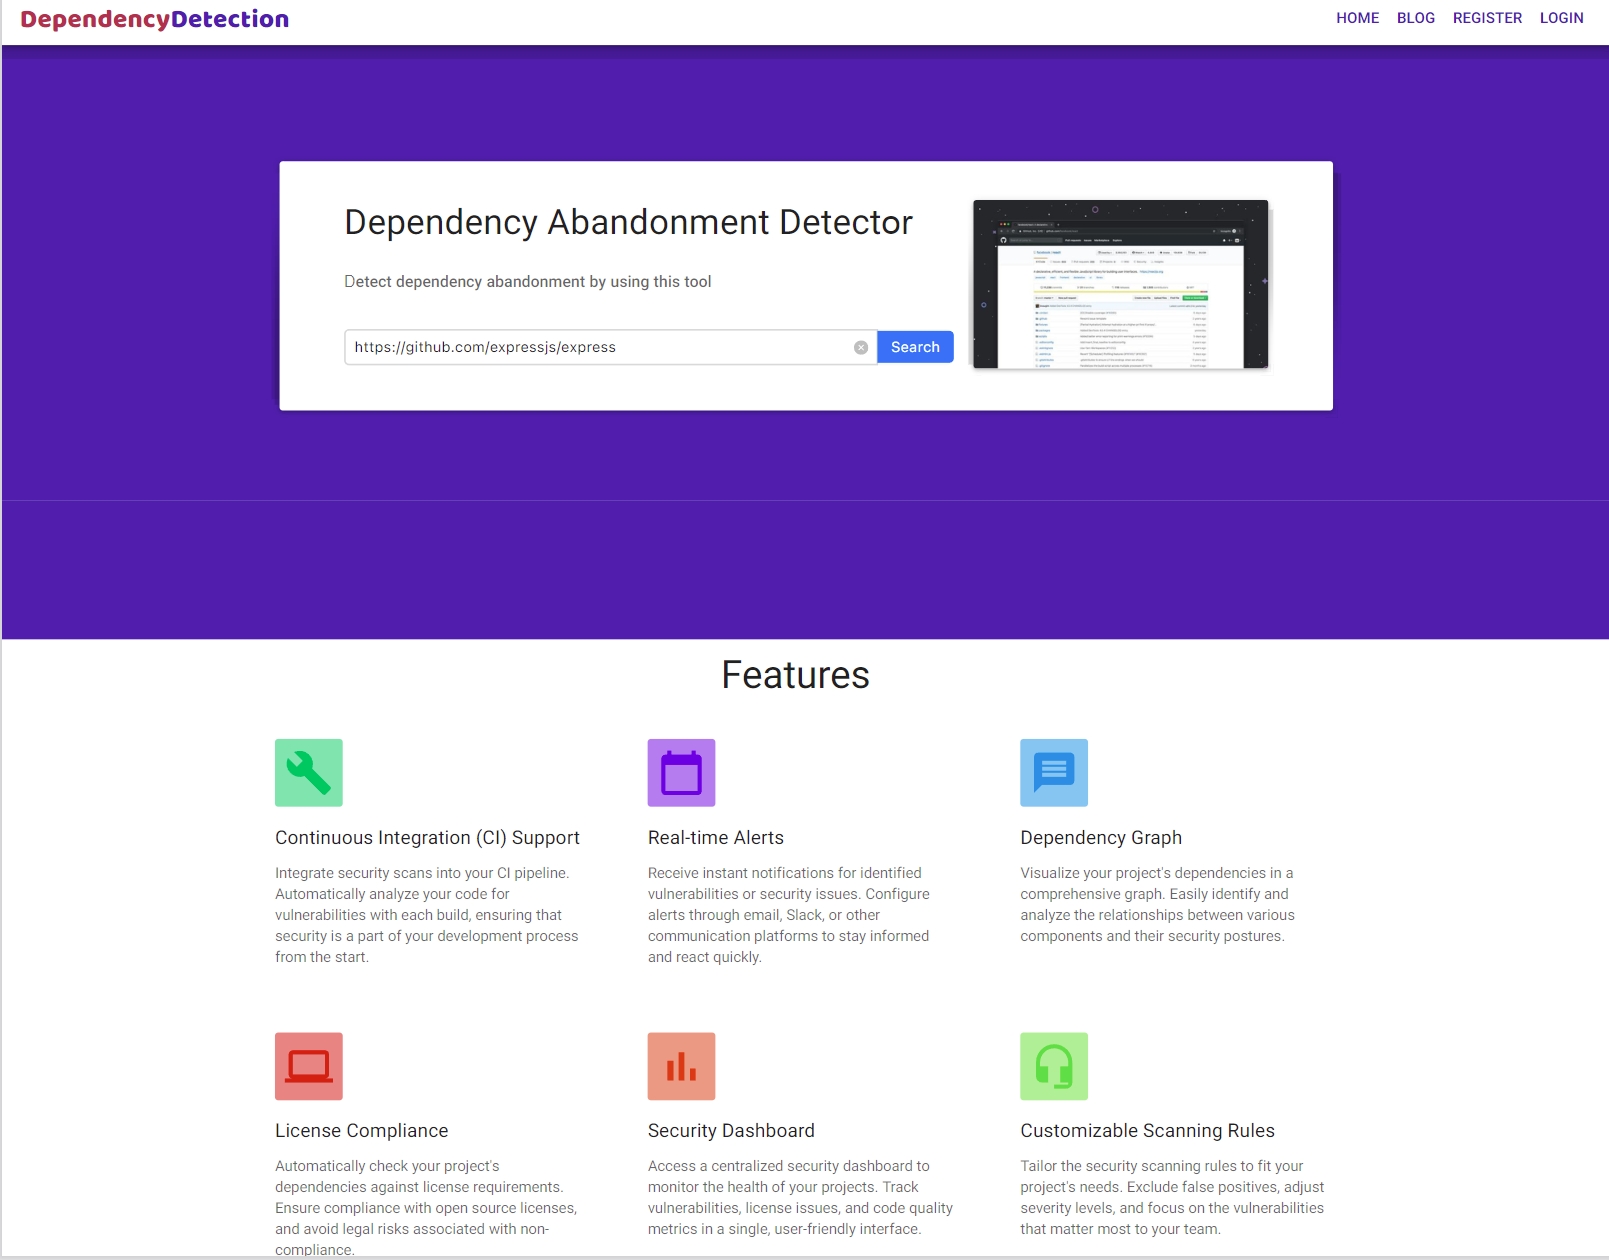 DependencyDetection
HOME BLOG REGISTER LOGIN
Dependency Abandonment Detector
Detect dependency abandonment by using this tool
https://github.com/expressjs/express
Search
Features
Continuous Integration (CI) Support
Integrate security scans into your CI pipeline.
Automatically analyze your code for
vulnerabilities with each build, ensuring that
security is a part of your development process
from the start.
Real-time Alerts
Receive instant notifications for identified
vulnerabilities or security issues. Configure
alerts through email, Slack, or other
communication platforms to stay informed
and react quickly.
Dependency Graph
Visualize your project's dependencies in a
comprehensive graph. Easily identify and
analyze the relationships between various
components and their security postures.
License Compliance
Automatically check your project's
dependencies against license requirements.
Ensure compliance with open source licenses,
and avoid legal risks associated with non-
compliance.
Security Dashboard
Access a centralized security dashboard to
monitor the health of your projects. Track
vulnerabilities, license issues, and code quality
metrics in a single, user-friendly interface.
Customizable Scanning Rules
Tailor the security scanning rules to fit your
project's needs. Exclude false positives, adjust
severity levels, and focus on the vulnerabilities
that matter most to your team.